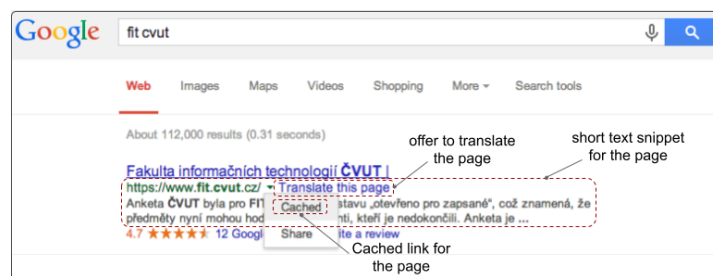 Google
fit cvut
Web Images Maps Videos Shopping More Search tools
About 112,000 results (0.31 seconds)
offer to translate
the page
short text snippet
for the page
Fakulta informačních technologií ČVUT |
https://www.fit.cvut.cz/ Translate this page
Anketa ČVUT byla pro FIT stavu „otevřeno pro zapsané“, což znamená, že
Cached
předměty nyní mohou hod nti, kteří je nedokončili. Anketa je ...
4.7 12 Googl Share ite a review
Cached link for
the page